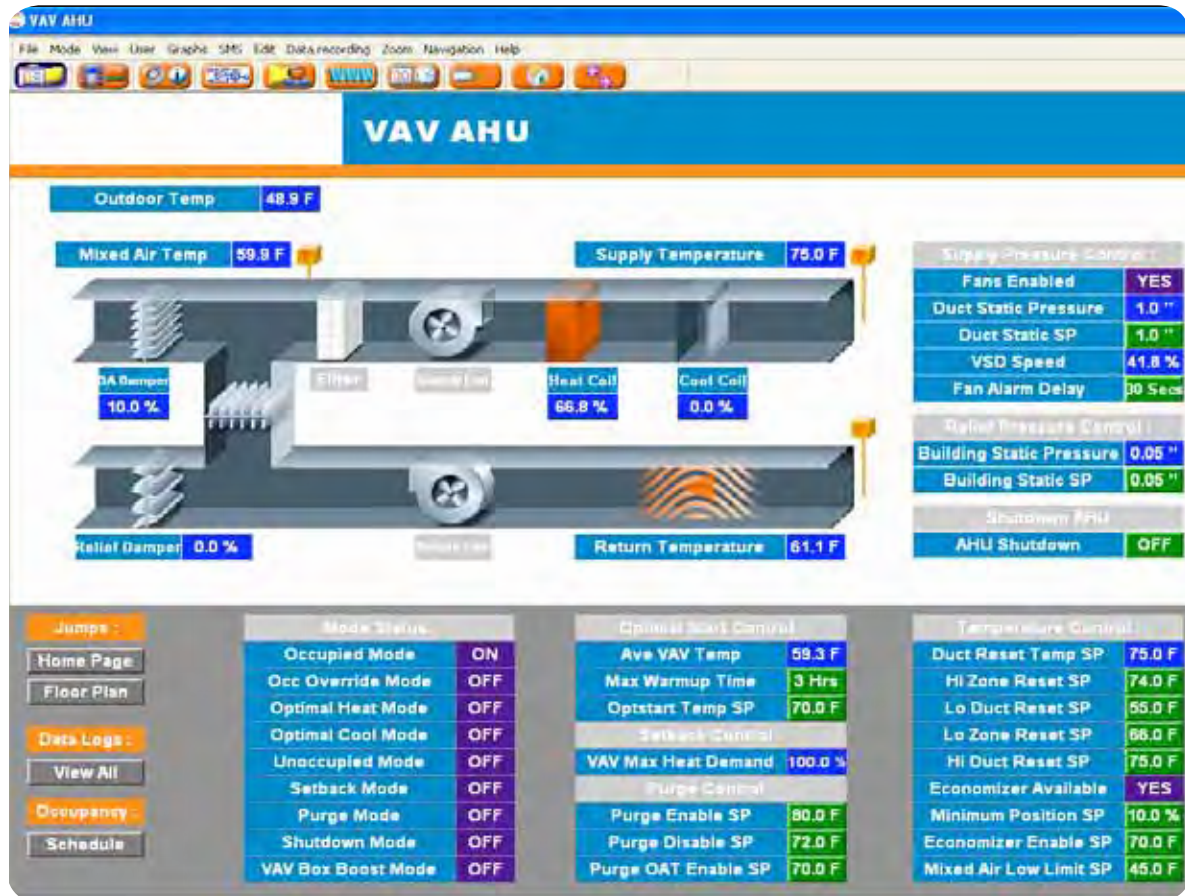 VAV AHU
File Mode View User Graphs SMS Edit Data recording Zoom Navigation Help
VAV AHU
Outdoor Temp 48.9 F
Mixed Air Temp 59.9 F
Supply Temperature 75.0 F
Supply Pressure Control :
Fans Enabled YES
Duct Static Pressure 1.0 "
Duct Static SP 1.0 "
VSD Speed 41.8 %
Fan Alarm Delay 30 Secs
OA Damper
10.0 %
Filter
Heat Coil
66.8 %
Cool Coil
0.0 %
Relief Pressure Control :
Building Static Pressure 0.05 "
Building Static SP 0.05 "
Shutdown AHU
AHU Shutdown OFF
Relief Damper 0.0 %
Return Temperature 61.1 F
Jumps :
Home Page
Floor Plan
Data Logs :
View All
Occupancy :
Schedule
Mode Status
Occupied Mode ON
Occ Override Mode OFF
Optimal Heat Mode OFF
Optimal Cool Mode OFF
Unoccupied Mode OFF
Setback Mode OFF
Purge Mode OFF
Shutdown Mode OFF
VAV Box Boost Mode OFF
Optimal Start Control
Ave VAV Temp 59.3 F
Max Warmup Time 3 Hrs
Optstart Temp SP 70.0 F
Setback Control
VAV Max Heat Demand 100.0 %
Purge Control
Purge Enable SP 80.0 F
Purge Disable SP 72.0 F
Purge OAT Enable SP 70.0 F
Temperature Control
Duct Reset Temp SP 75.0 F
Hi Zone Reset SP 74.0 F
Lo Duct Reset SP 55.0 F
Lo Zone Reset SP 66.0 F
Hi Duct Reset SP 75.0 F
Economizer Available YES
Minimum Position SP 10.0 %
Economizer Enable SP 70.0 F
Mixed Air Low Limit SP 45.0 F